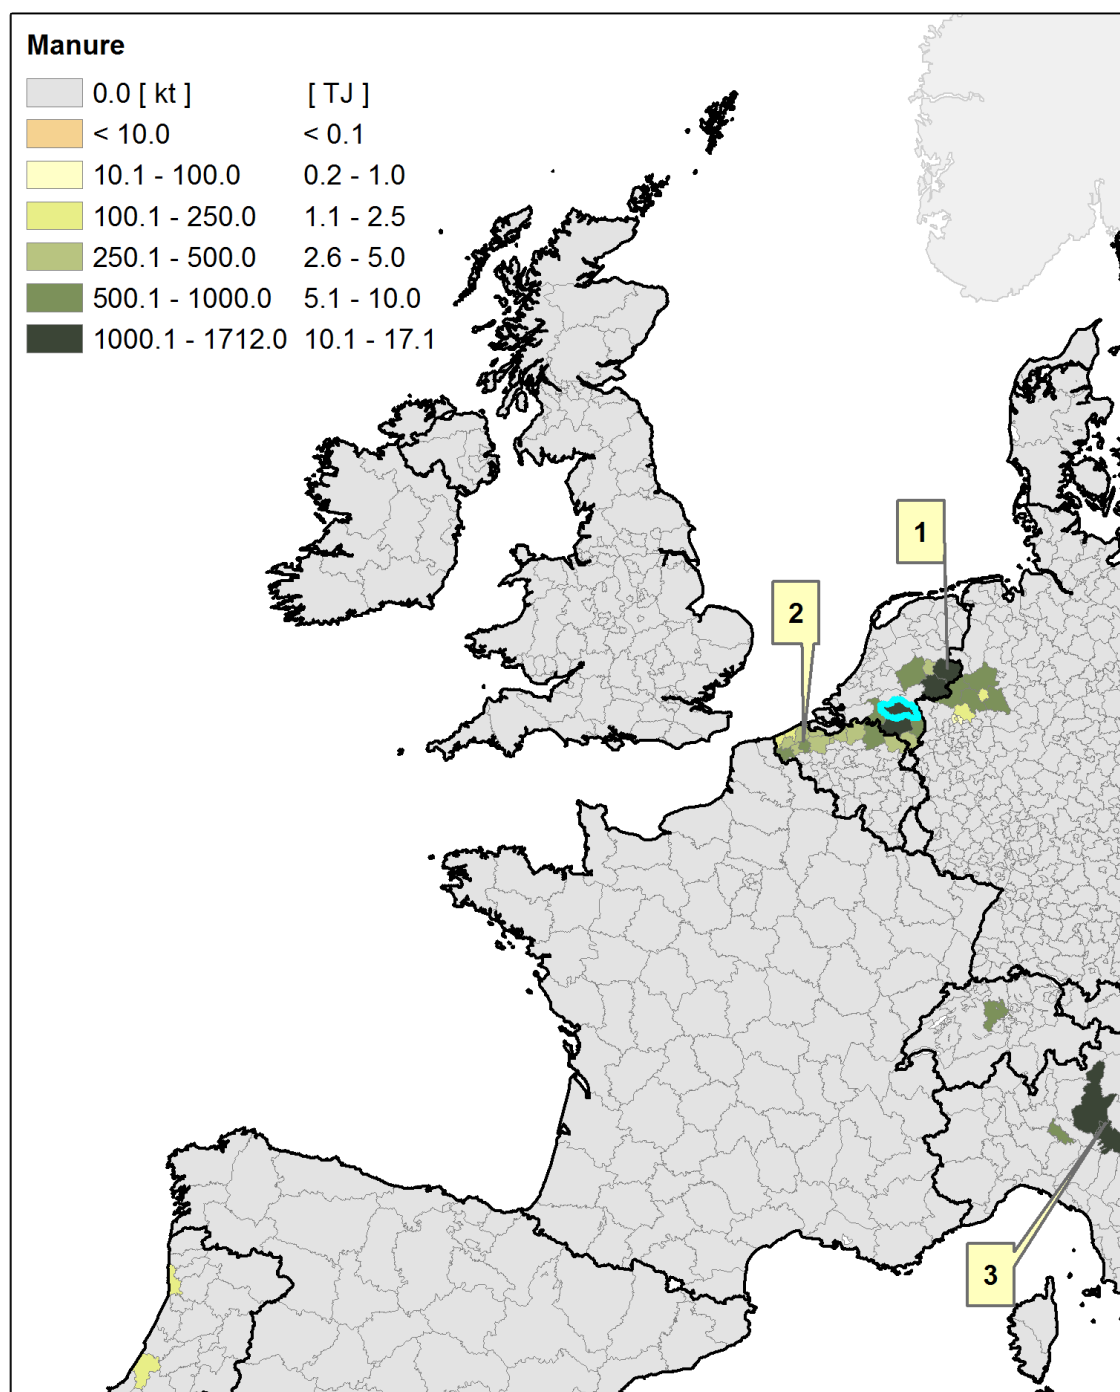 Manure
0.0 [ kt ] [ TJ ]
< 10.0 < 0.1
10.1 - 100.0 0.2 - 1.0
100.1 - 250.0 1.1 - 2.5
250.1 - 500.0 2.6 - 5.0
500.1 - 1000.0 5.1 - 10.0
1000.1 - 1712.0 10.1 - 17.1
1
2
3